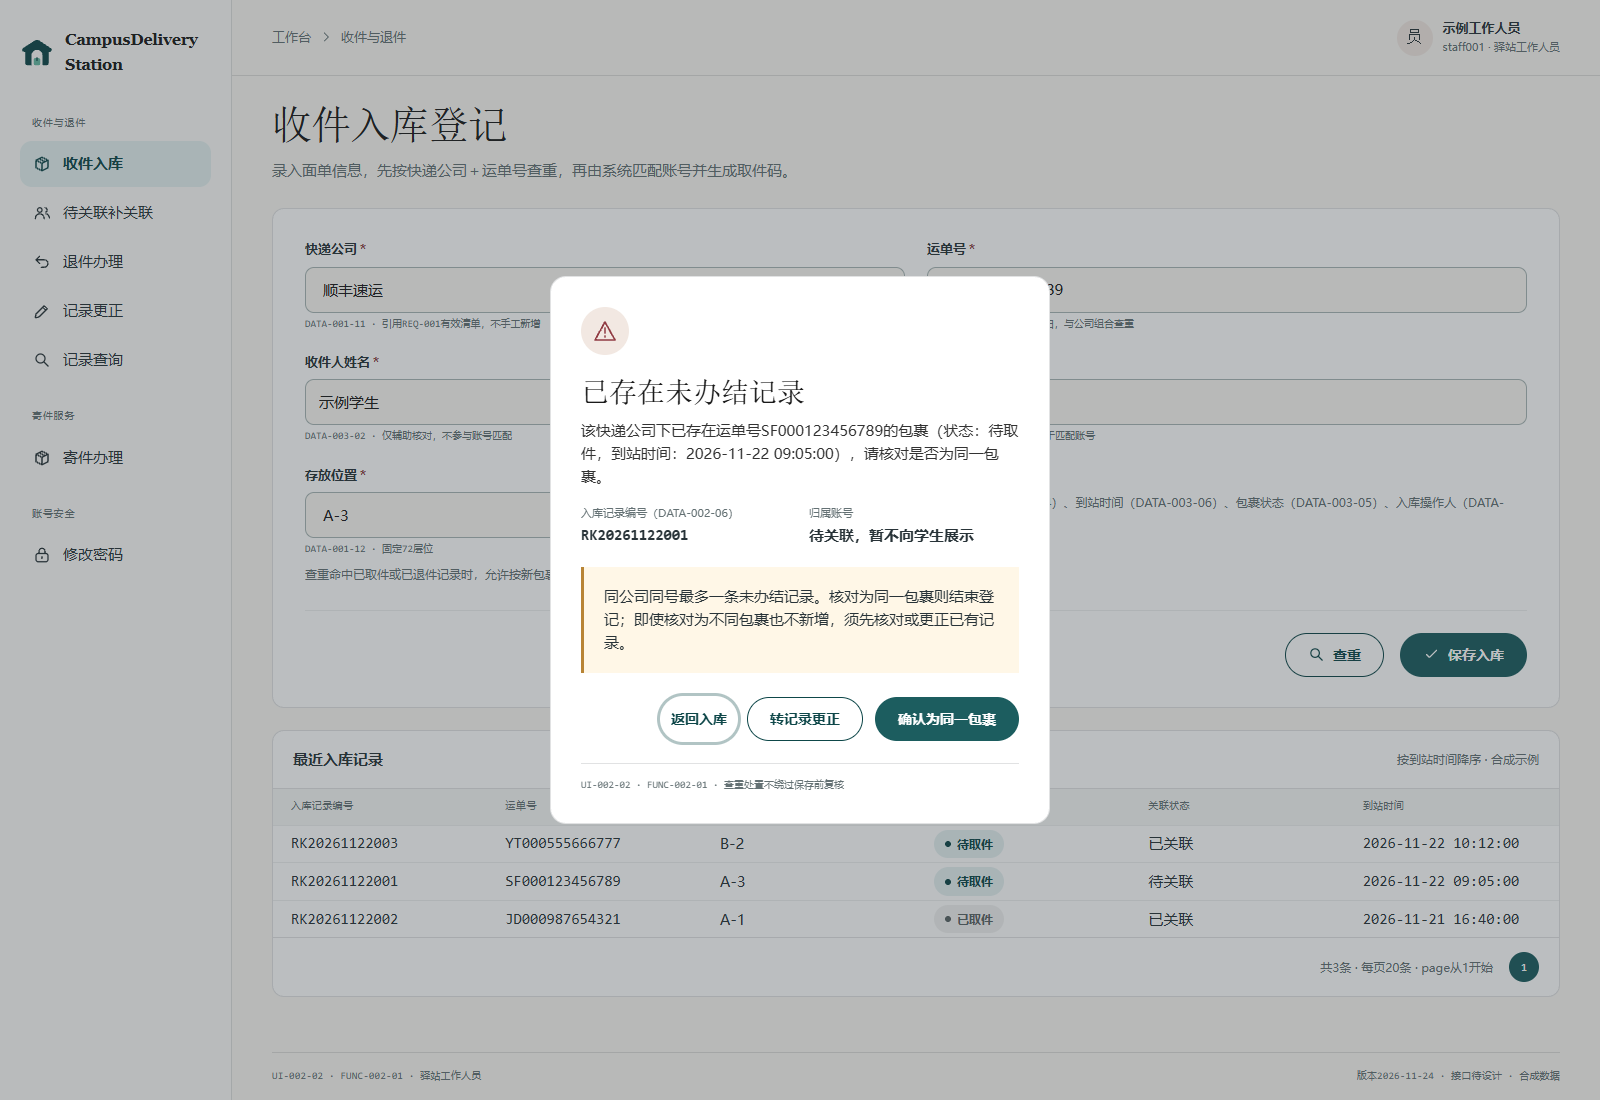 CampusDelivery
Station
收件与退件
收件入库
待关联补关联
退件办理
记录更正
记录查询
寄件服务
寄件办理
账号安全
修改密码
工作台
收件与退件
员
示例工作人员
staff001 · 驿站工作人员
收件入库登记
录入面单信息，先按快递公司＋运单号查重，再由系统匹配账号并生成取件码。
快递公司 *
顺丰速运
DATA-001-11 · 引用REQ-001有效清单，不手工新增
运单号 *
39
，与公司组合查重
收件人姓名 *
示例学生
DATA-003-02 · 仅辅助核对，不参与账号匹配
于匹配账号
存放位置 *
A-3
DATA-001-12 · 固定72层位
）、到站时间（DATA-003-06）、包裹状态（DATA-003-05）、入库操作人（DATA-
查重命中已取件或已退件记录时，允许按新包裹
查重
保存入库
已存在未办结记录
该快递公司下已存在运单号SF000123456789的包裹（状态：待取
件，到站时间：2026-11-22 09:05:00），请核对是否为同一包
裹。
入库记录编号（DATA-002-06）
RK20261122001
归属账号
待关联，暂不向学生展示
同公司同号最多一条未办结记录。核对为同一包裹则结束登
记；即使核对为不同包裹也不新增，须先核对或更正已有记
录。
返回入库
转记录更正
确认为同一包裹
UI-002-02 · FUNC-002-01 · 查重处置不绕过保存前复核
最近入库记录
按到站时间降序 · 合成示例
入库记录编号
运单号
关联状态
到站时间
RK20261122003
YT000555666777
B-2
待取件
已关联
2026-11-22 10:12:00
RK20261122001
SF000123456789
A-3
待取件
待关联
2026-11-22 09:05:00
RK20261122002
JD000987654321
A-1
已取件
已关联
2026-11-21 16:40:00
共3条 · 每页20条 · page从1开始
1
UI-002-02 · FUNC-002-01 · 驿站工作人员
版本2026-11-24 · 接口待设计 · 合成数据